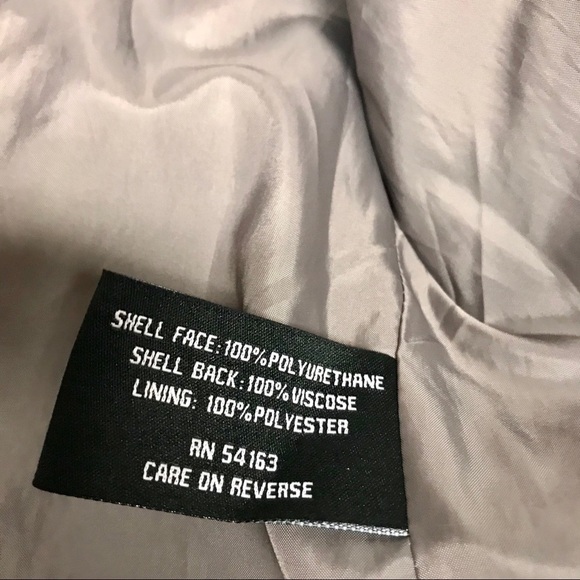 SHELL FACE:100%POLYURETHANE
SHELL BACK:100%VISCOSE
LINING: 100%POLYESTER
RN 54163
CARE ON REVERSE